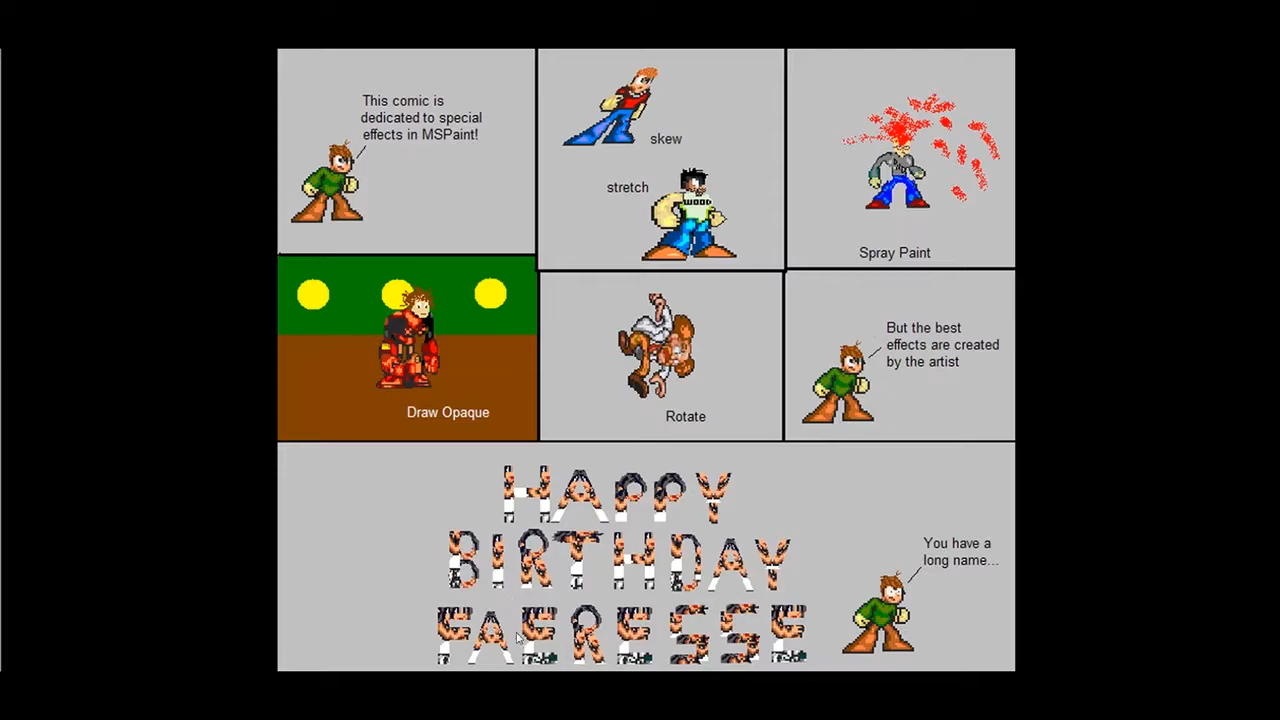 This comic is
dedicated to special
effects in MSPaint!
skew
stretch
WOOD
Spray Paint
Draw Opaque
Rotate
But the best
effects are created
by the artist
HAPPY
BIRTHDAY
FAERESSE
You have a
long name...